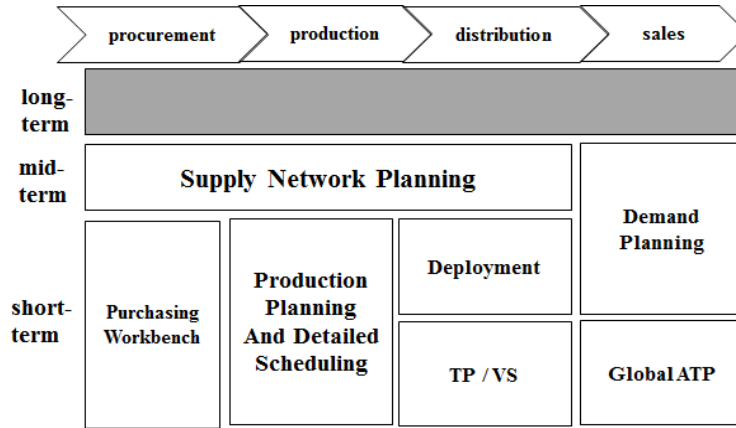 procurement
production
distribution
sales
long-
term
mid-
term
Supply Network Planning
Demand
Planning
short-
term
Purchasing
Workbench
Production
Planning
And Detailed
Scheduling
Deployment
TP / VS
Global ATP